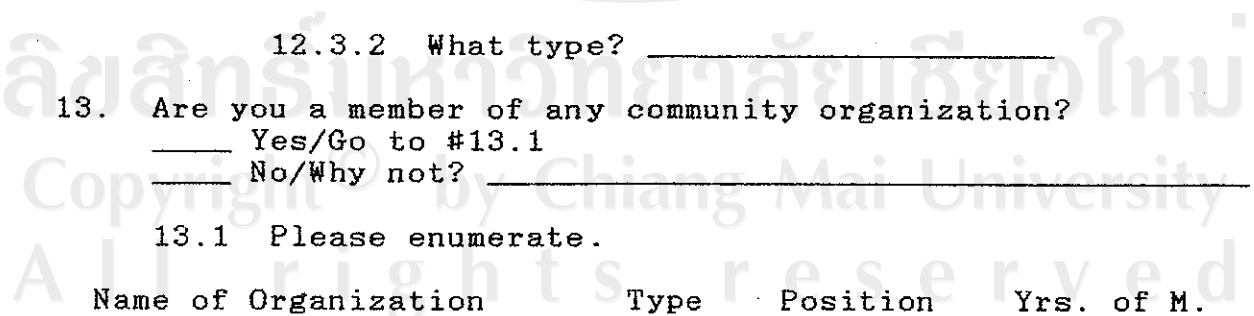 12.3.2 What type? ____________________
ลิขสิทธิ์มหาวิทยาลัยเชียงใหม่
13. Are you a member of any community organization?
____ Yes/Go to #13.1
____ No/Why not? ____________________
Copyright © by Chiang Mai University
13.1 Please enumerate.
All rights reserved
Name of Organization Type Position Yrs. of M.